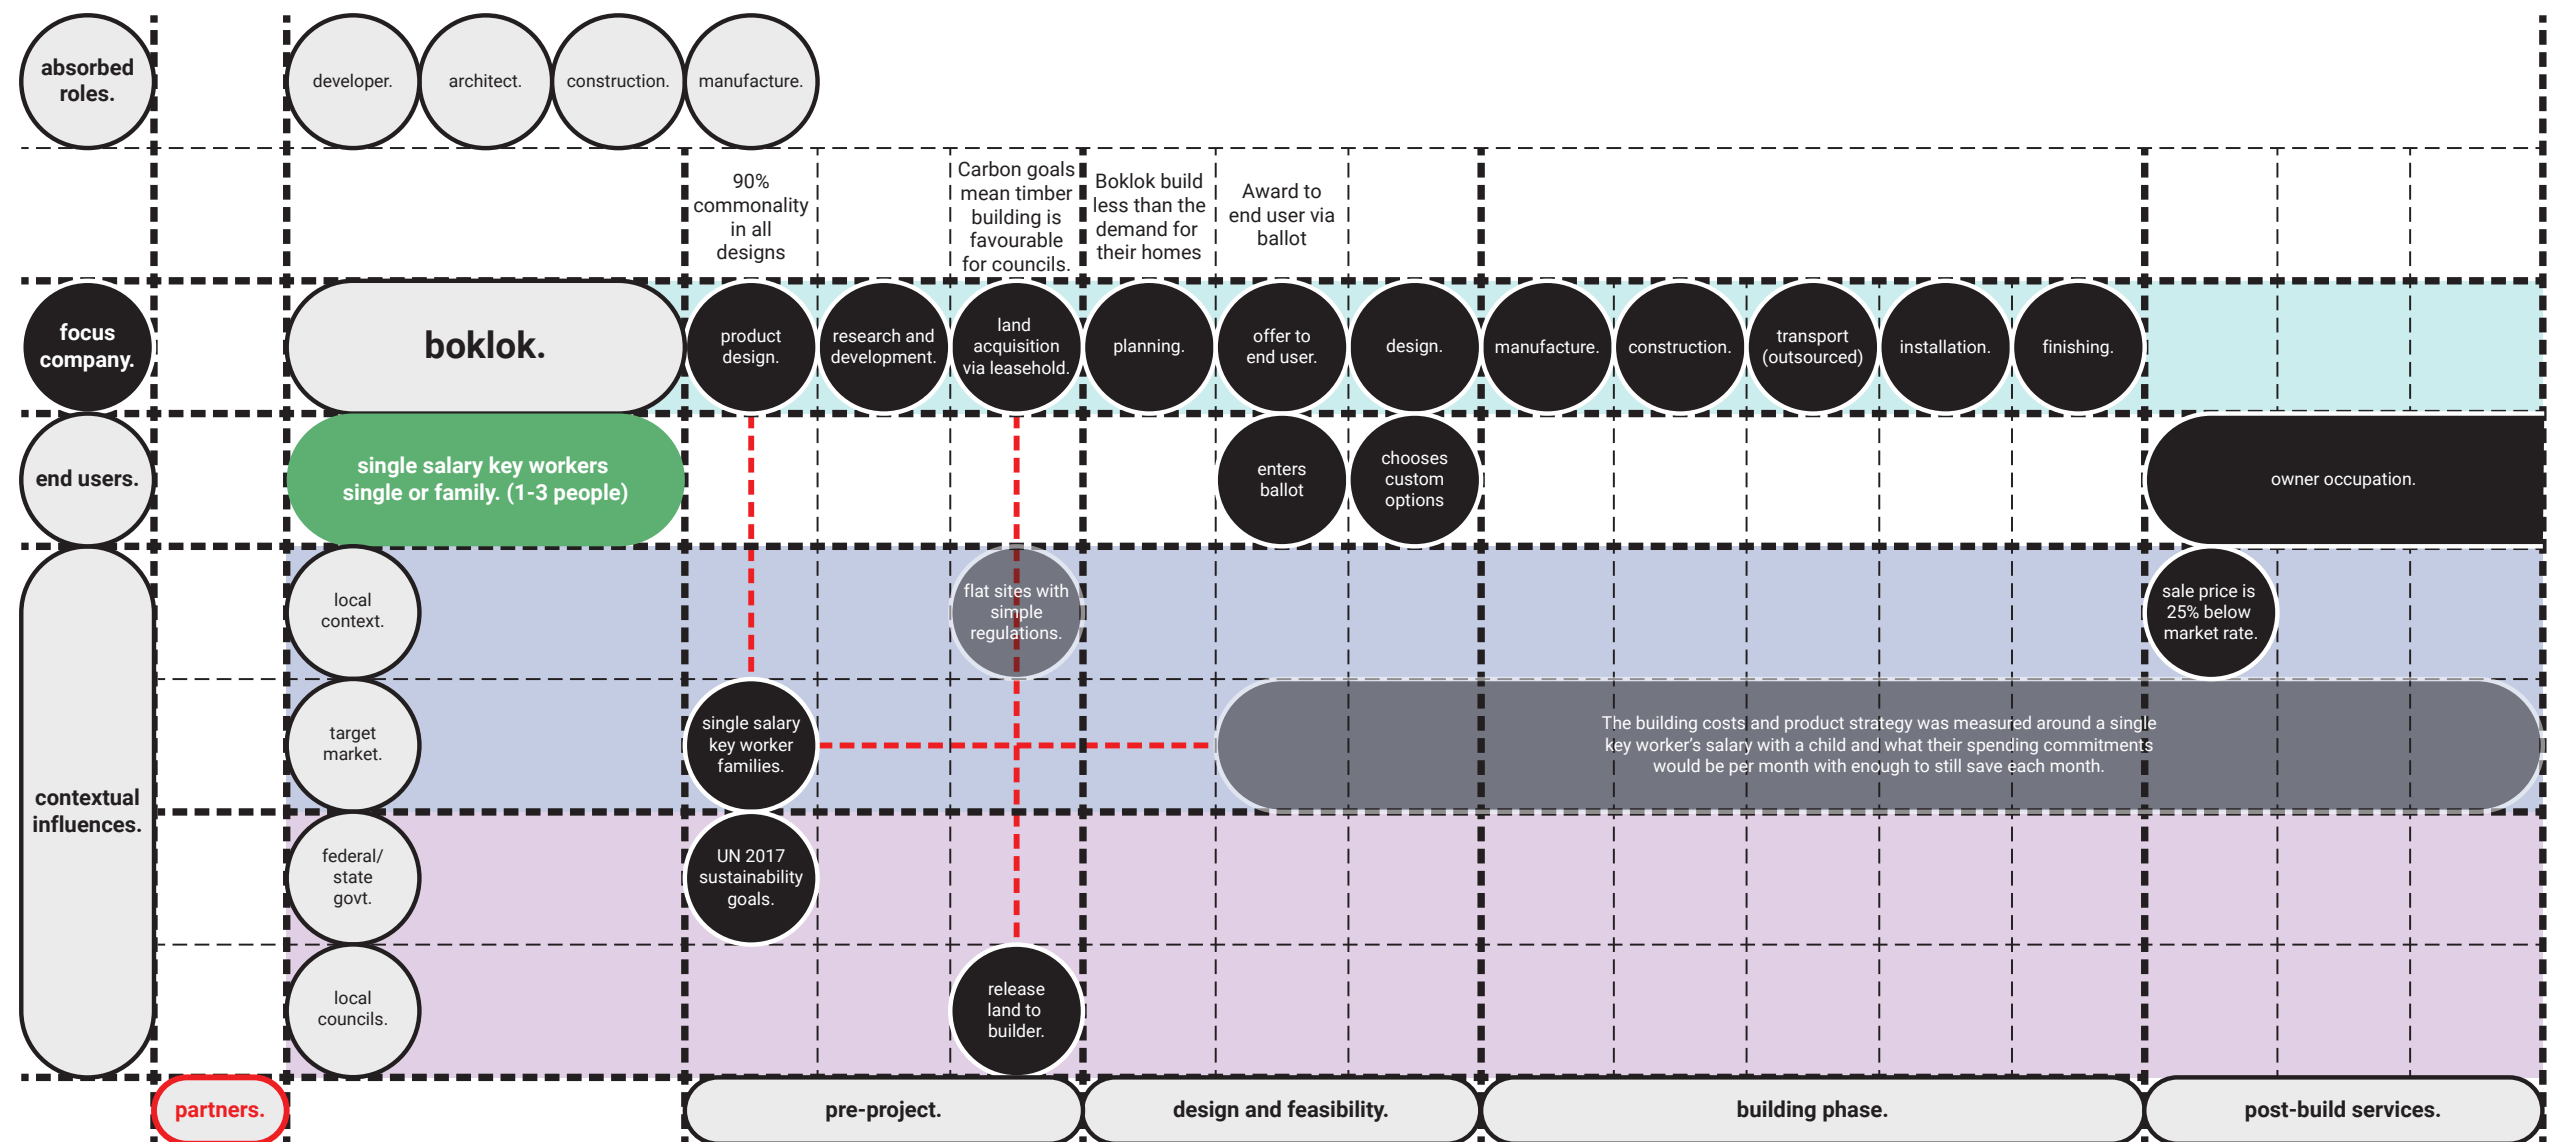 absorbed
roles.
developer.
architect.
construction.
manufacture.
90%
commonality
in all
designs
Carbon goals
mean timber
building is
favourable
for councils.
Boklok build
less than the
demand for
their homes
Award to
end user via
ballot
focus
company.
boklok.
product
design.
research and
development.
land
acquisition
via leasehold.
planning.
offer to
end user.
design.
manufacture.
construction.
transport
(outsourced)
installation.
finishing.
end users.
single salary key workers
single or family. (1-3 people)
enters
ballot
chooses
custom
options
owner occupation.
contextual
influences.
local
context.
flat sites with
simple
regulations.
sale price is
25% below
market rate.
target
market.
single salary
key worker
families.
The building costs and product strategy was measured around a single
key worker's salary with a child and what their spending commitments
would be per month with enough to still save each month.
federal/
state
govt.
UN 2017
sustainability
goals.
local
councils.
release
land to
builder.
partners.
pre-project.
design and feasibility.
building phase.
post-build services.